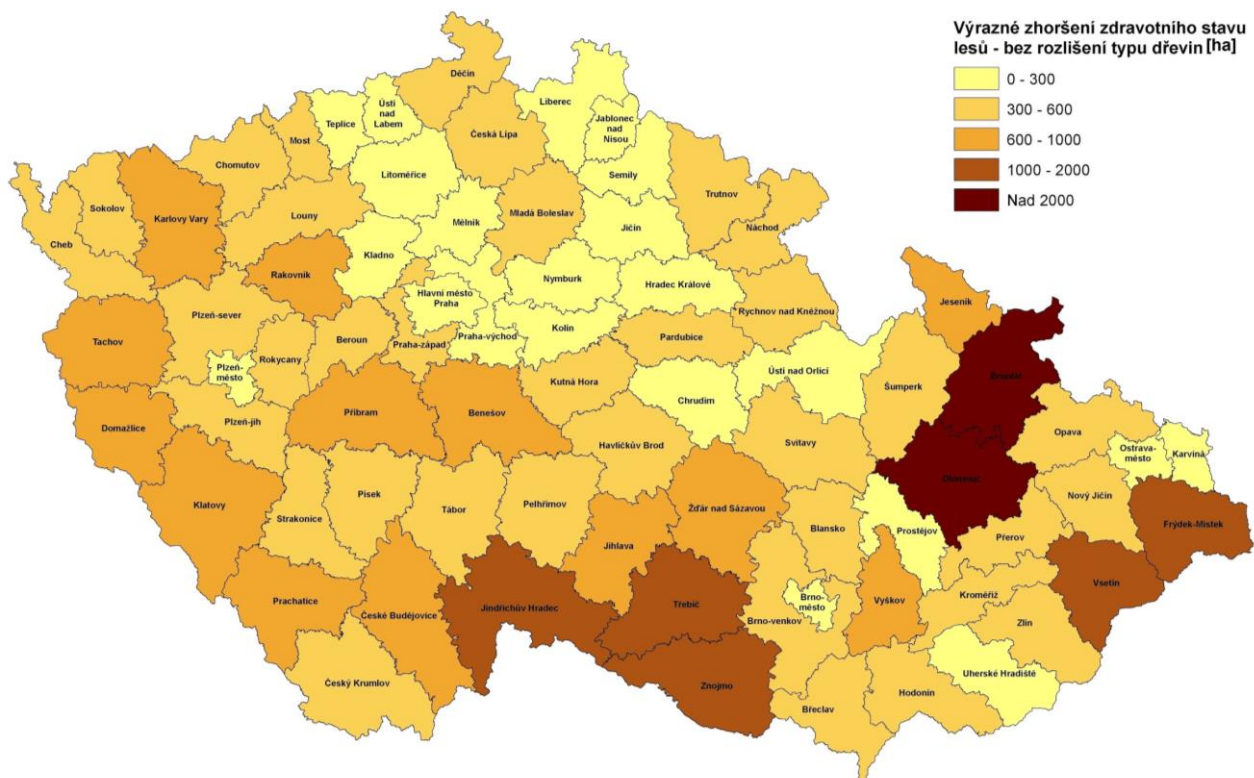 Výrazné zhoršení zdravotního stavu
lesů - bez rozlišení typu dřevin [ha]
0 - 300
300 - 600
600 - 1000
1000 - 2000
Nad 2000
Děčín
Liberec
Ústí
nad
Labem
Teplice
Jablonec
nad
Nisou
Česká Lípa
Most
Chomutov
Litoměřice
Semily
Trutnov
Sokolov
Karlovy Vary
Louny
Mladá Boleslav
Mělník
Jičín
Náchod
Cheb
Kladno
Rakovník
Nymburk
Hradec Králové
Hlavní město
Praha
Jeseník
Rychnov nad Kněžnou
Plzeň-sever
Kolín
Praha-východ
Pardubice
Tachov
Beroun
Praha-západ
Rokycany
Plzeň-
město
Ústí nad Orlicí
Šumperk
Bruntál
Kutná Hora
Chrudim
Příbram
Benešov
Plzeň-jih
Domažlice
Havlíčkův Brod
Svitavy
Opava
Ostrava-
město
Karviná
Klatovy
Olomouc
Písek
Tábor
Pelhřimov
Žďár nad Sázavou
Nový Jičín
Strakonice
Blansko
Prostějov
Přerov
Frýdek-Místek
Jihlava
Vsetín
Prachatice
České Budějovice
Jindřichův Hradec
Třebíč
Brno-
město
Vyškov
Kroměříž
Brno-venkov
Zlín
Český Krumlov
Znojmo
Uherské Hradiště
Hodonín
Břeclav